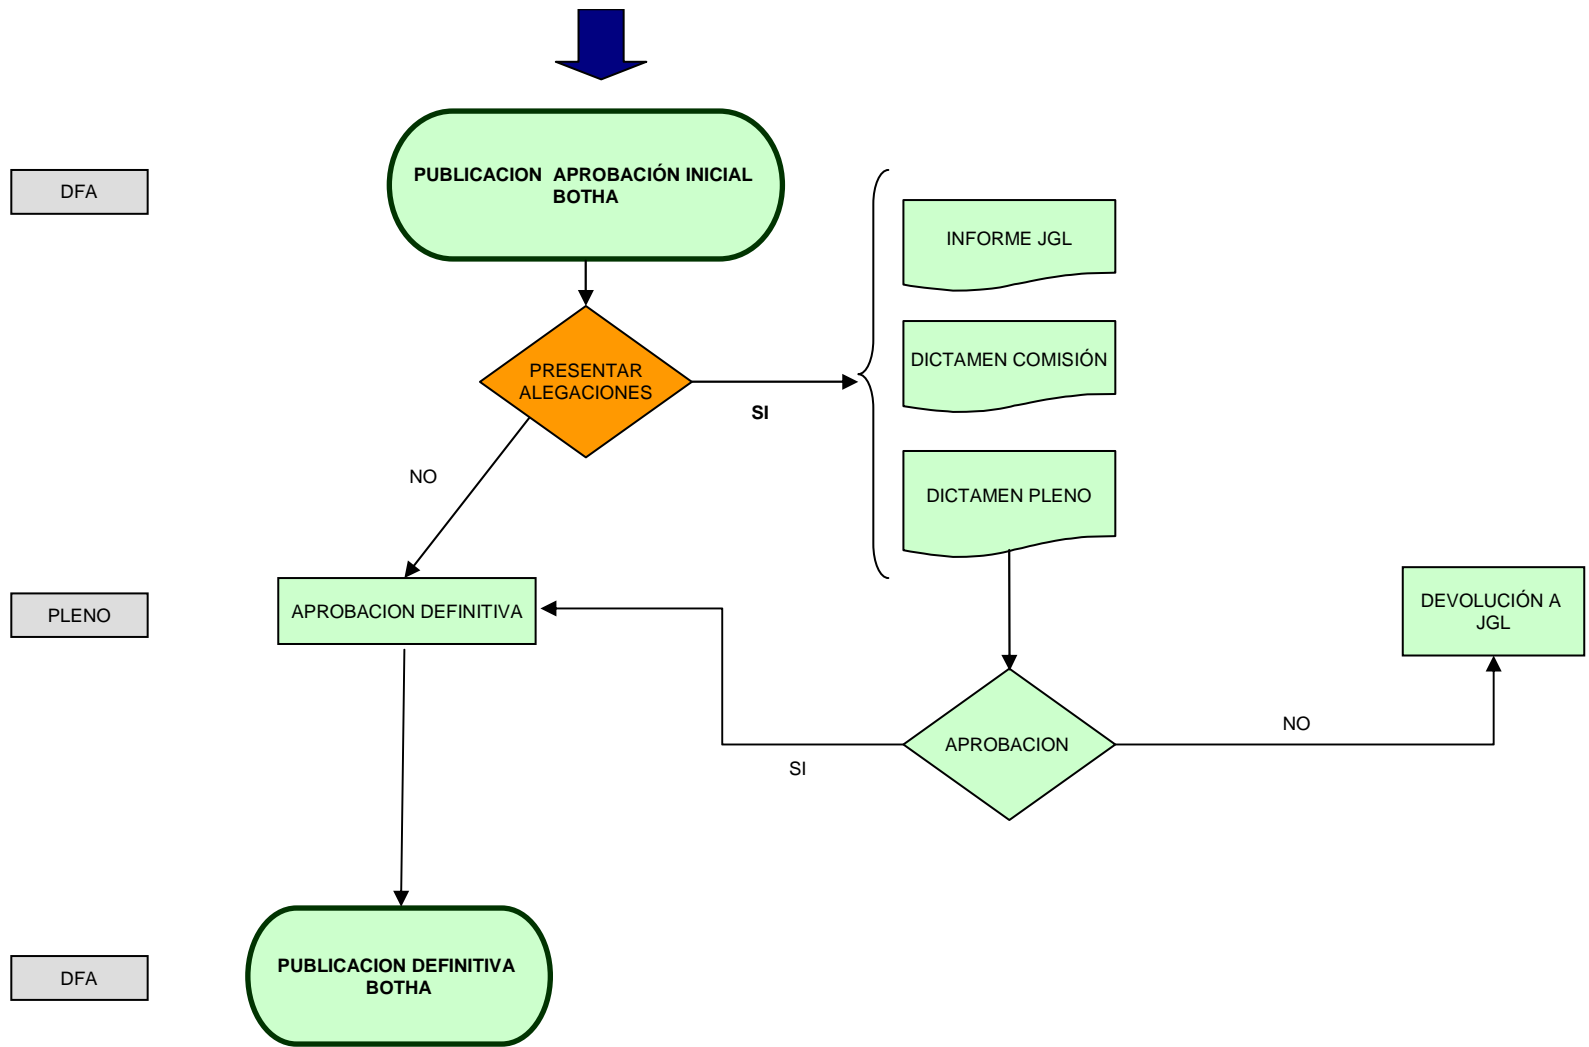 DFA
PUBLICACION APROBACIÓN INICIAL
BOTHA
INFORME JGL
PRESENTAR
ALEGACIONES
SI
DICTAMEN COMISIÓN
NO
DICTAMEN PLENO
PLENO
APROBACION DEFINITIVA
DEVOLUCIÓN A
JGL
APROBACION
NO
SI
DFA
PUBLICACION DEFINITIVA
BOTHA